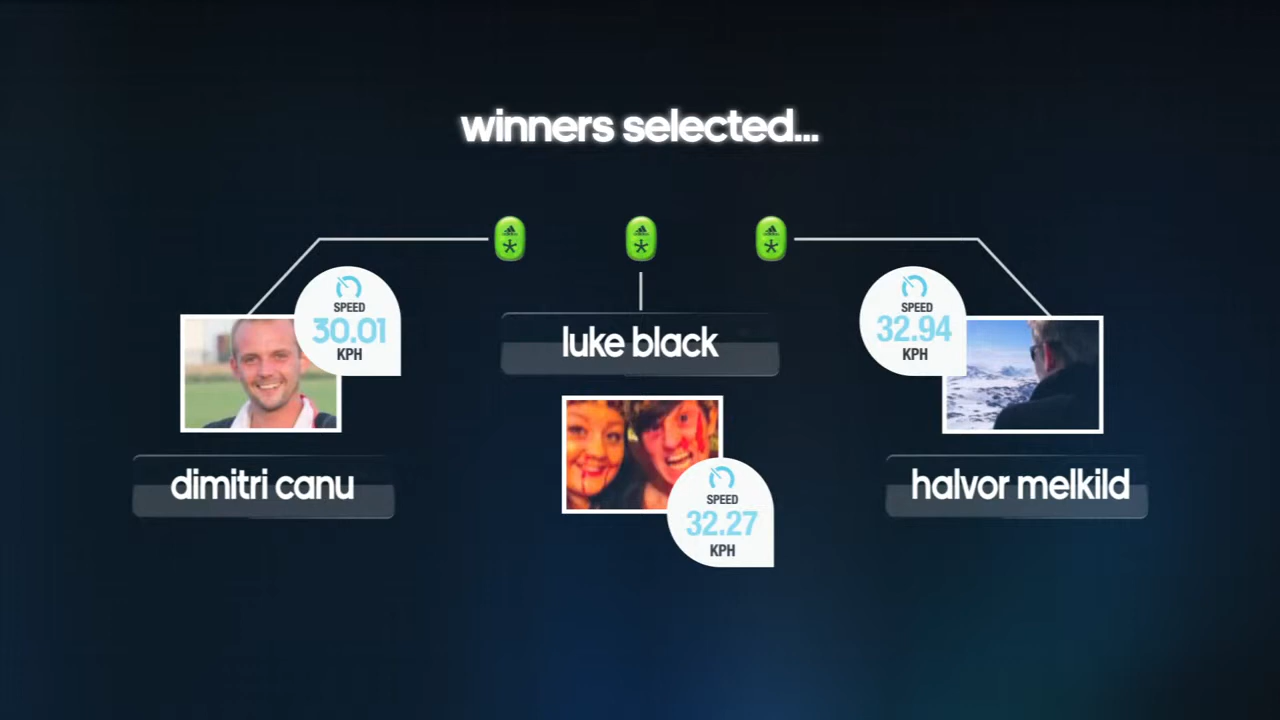 winners selected...
SPEED
30.01
KPH
dimitri canu
luke black
SPEED
32.27
KPH
SPEED
32.94
KPH
halvor melkild